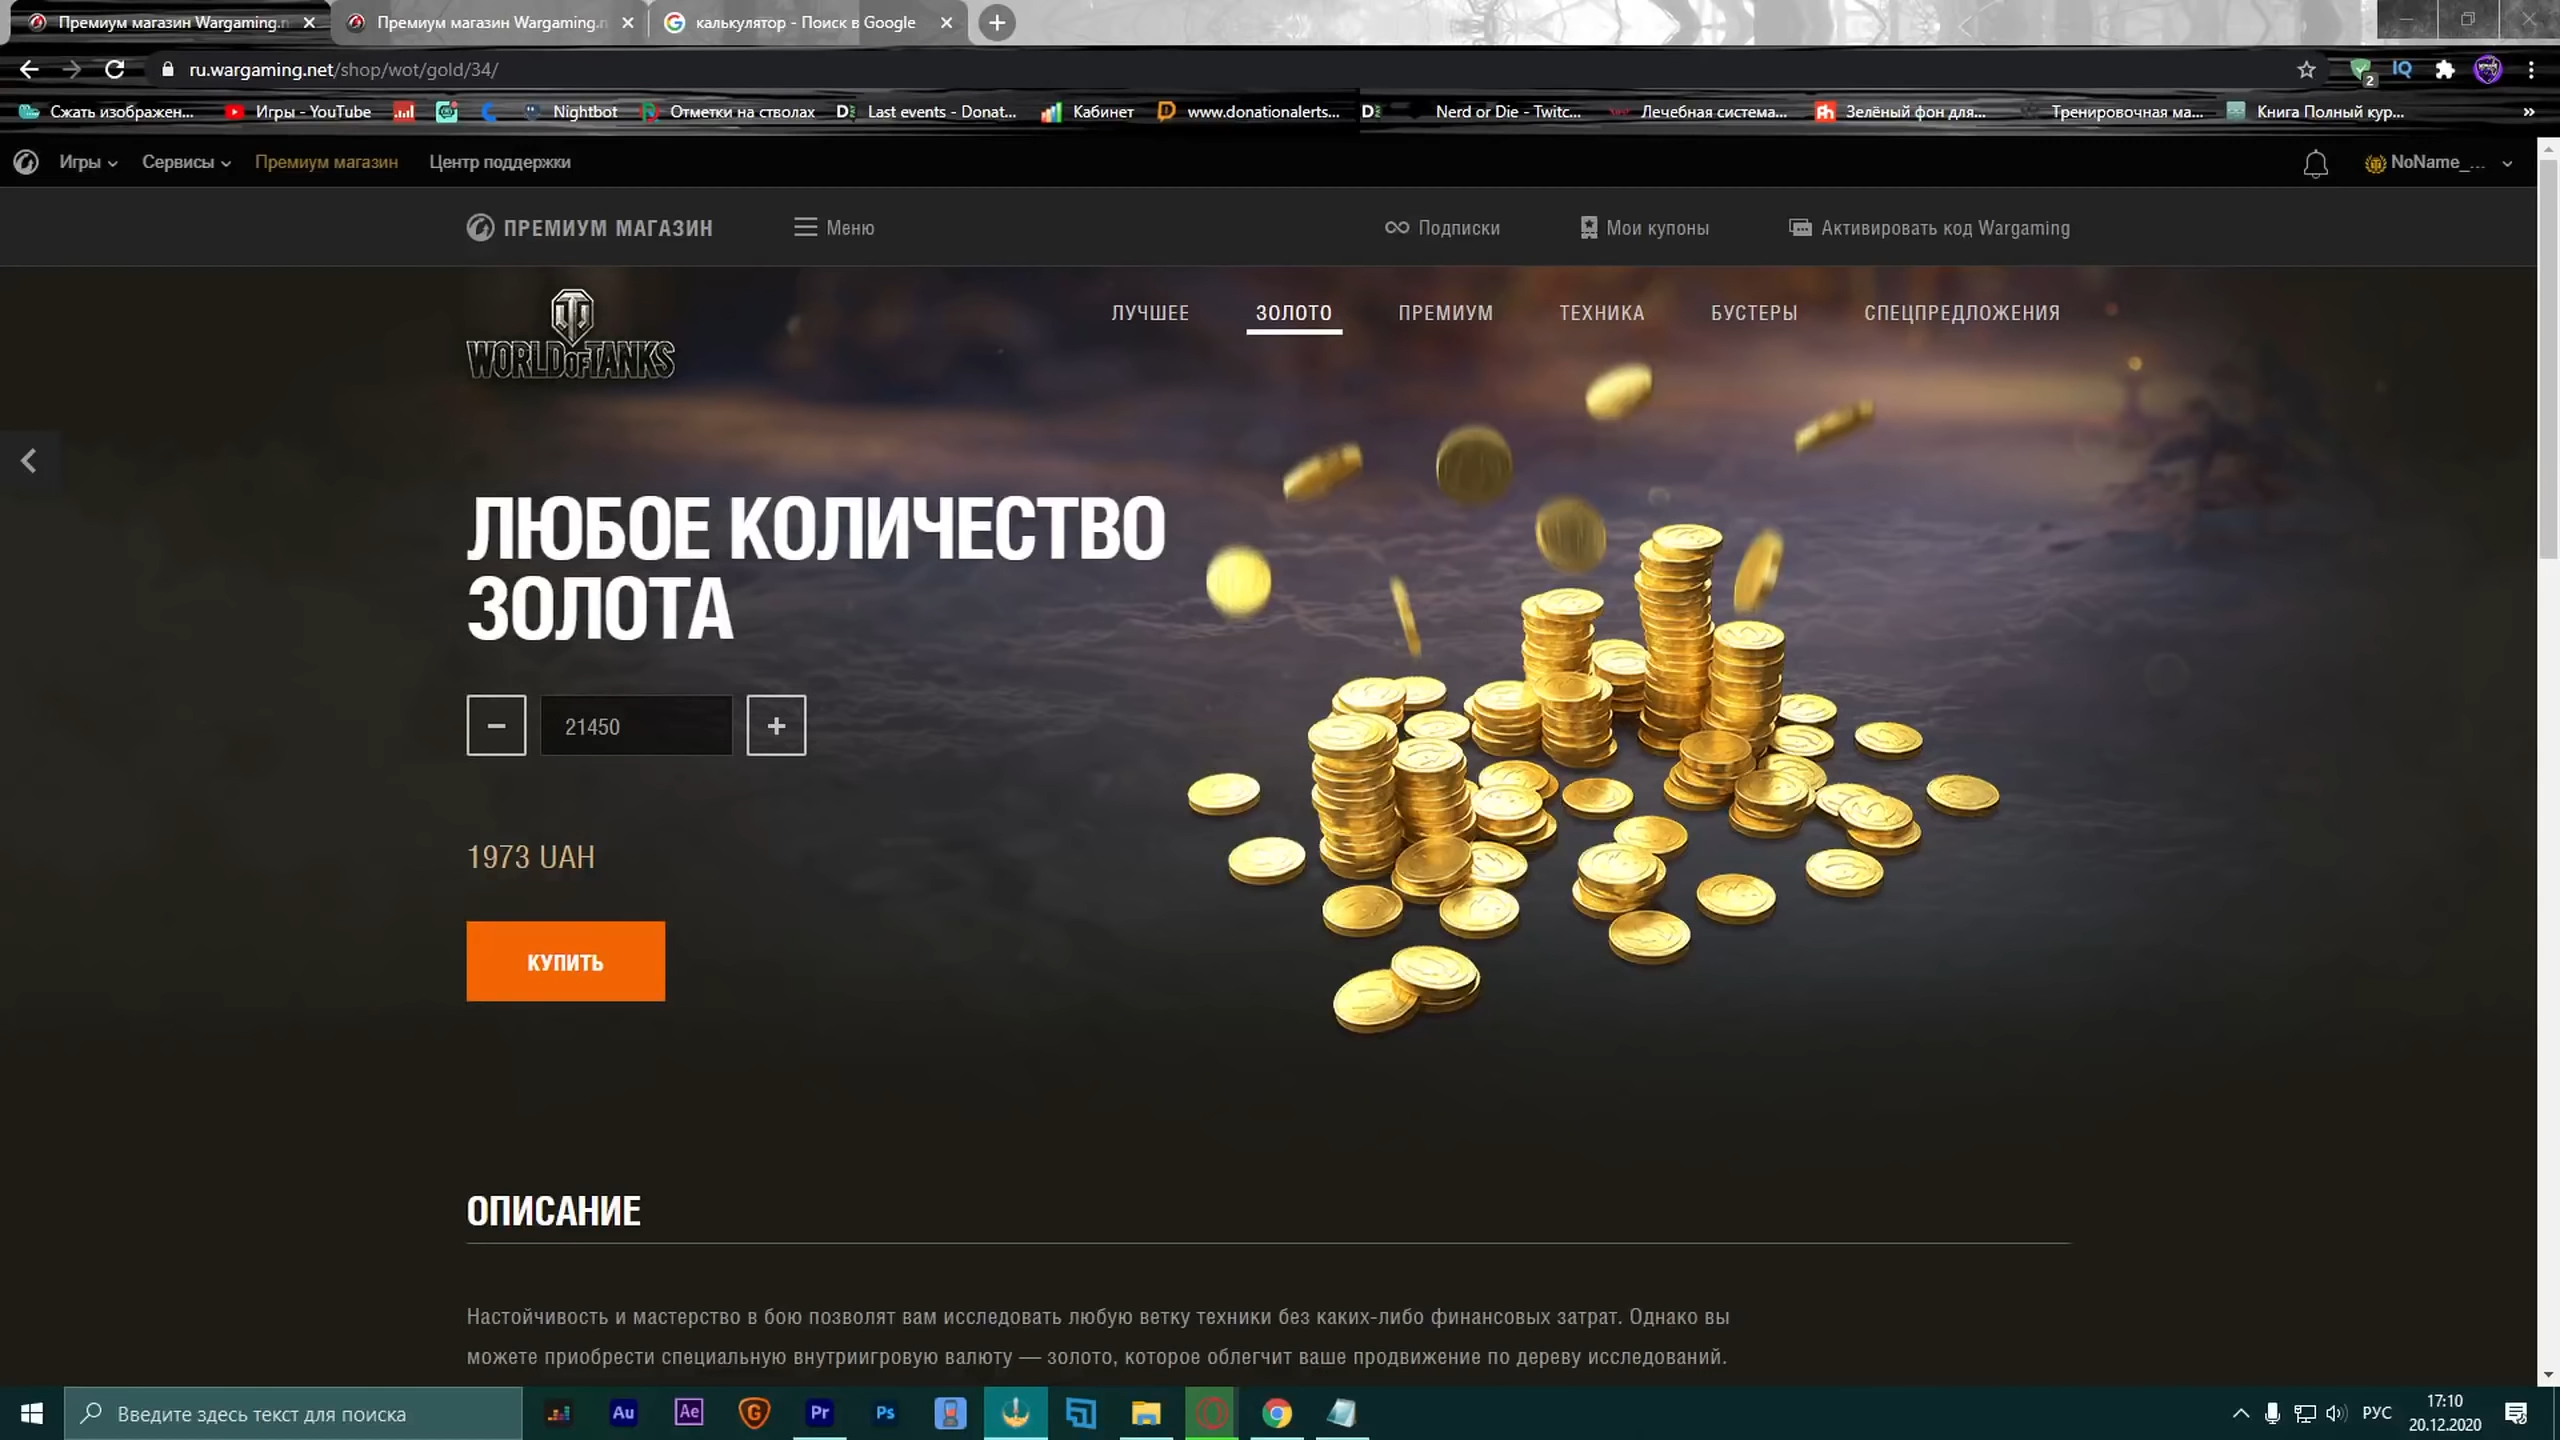 Премиум магазин Wargaming.n
Премиум магазин Wargaming.n
калькулятор - Поиск в Google
ru.wargaming.net/shop/wot/gold/34/
IQ
2
Сжать изображен...
Игры - YouTube
Nightbot
Отметки на стволах
Last events - Donat...
Кабинет
www.donationalerts...
Nerd or Die - Twitc...
Лечебная система...
Зелёный фон для...
Тренировочная ма...
Книга Полный кур...
»
Игры
Сервисы
Премиум магазин
Центр поддержки
NoName_...
ПРЕМИУМ МАГАЗИН
Меню
Подписки
Мои купоны
Активировать код Wargaming
WORLD OF TANKS
ЛУЧШЕЕ
ЗОЛОТО
ПРЕМИУМ
ТЕХНИКА
БУСТЕРЫ
СПЕЦПРЕДЛОЖЕНИЯ
ЛЮБОЕ КОЛИЧЕСТВО
ЗОЛОТА
21450
1973 UAH
КУПИТЬ
ОПИСАНИЕ
Настойчивость и мастерство в бою позволят вам исследовать любую ветку техники без каких-либо финансовых затрат. Однако вы
можете приобрести специальную внутриигровую валюту — золото, которое облегчит ваше продвижение по дереву исследований.
Введите здесь текст для поиска
Au
Ae
Pr
Ps
РУС
17:10
20.12.2020